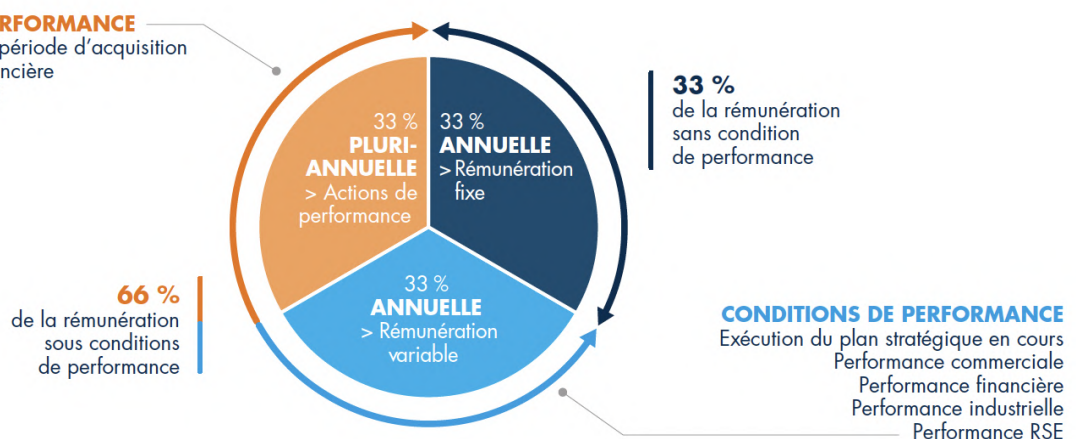 RFORMANCE
période d'acquisition
ncière
33 %
PLURI-
ANNUELLE
> Actions de
performance
33 %
ANNUELLE
> Rémunération
fixe
33 %
de la rémunération
sans condition
de performance
33 %
ANNUELLE
> Rémunération
variable
66 %
de la rémunération
sous conditions
de performance
CONDITIONS DE PERFORMANCE
Exécution du plan stratégique en cours
Performance commerciale
Performance financière
Performance industrielle
Performance RSE